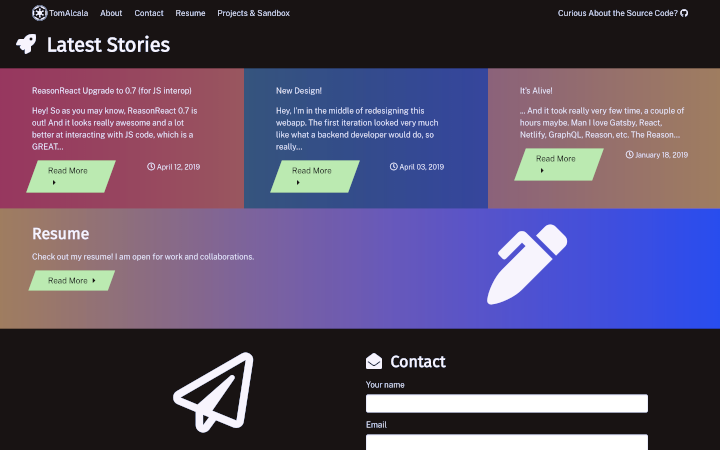 TomAlcala About Contact Resume Projects & Sandbox Curious About the Source Code?
Latest Stories
ReasonReact Upgrade to 0.7 (for JS interop)
Hey! So as you may know, ReasonReact 0.7 is
out! And it looks really awesome and a lot
better at interacting with JS code, which is a
GREAT...
Read More
April 12, 2019
New Design!
Hey, I'm in the middle of redesigning this
webapp. The first iteration looked very much
like what a backend developer would do, so
really...
Read More
April 03, 2019
It's Alive!
... And it took really very few time, a couple of
hours maybe. Man I love Gatsby, React,
Netlify, GraphQL, Reason, etc. The Reason...
Read More
January 18, 2019
Resume
Check out my resume! I am open for work and collaborations.
Read More
Contact
Your name
Email